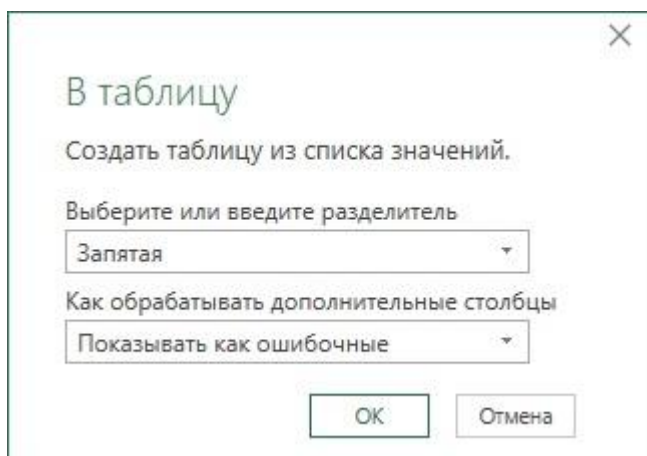 В таблицу
Создать таблицу из списка значений.
Выберите или введите разделитель
Запятая
Как обрабатывать дополнительные столбцы
Показывать как ошибочные
ОК Отмена